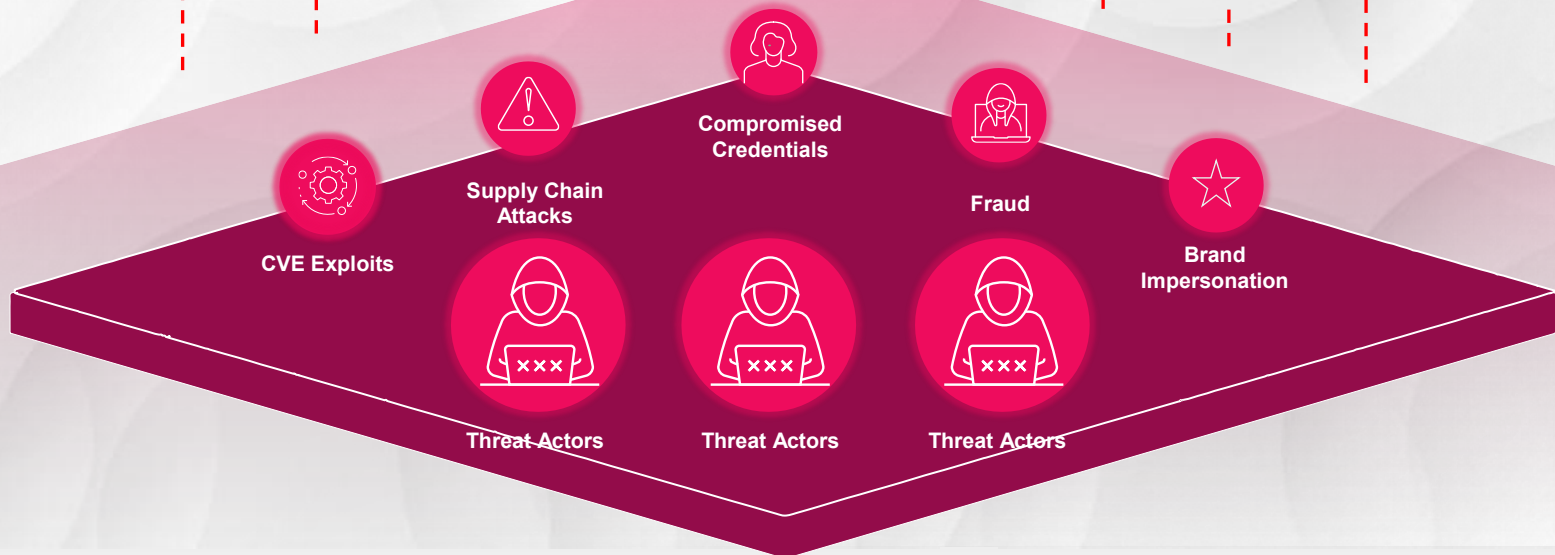 Compromised
Credentials
Supply Chain
Attacks
Fraud
CVE Exploits
Brand
Impersonation
×××
×××
×××
Threat Actors
Threat Actors
Threat Actors